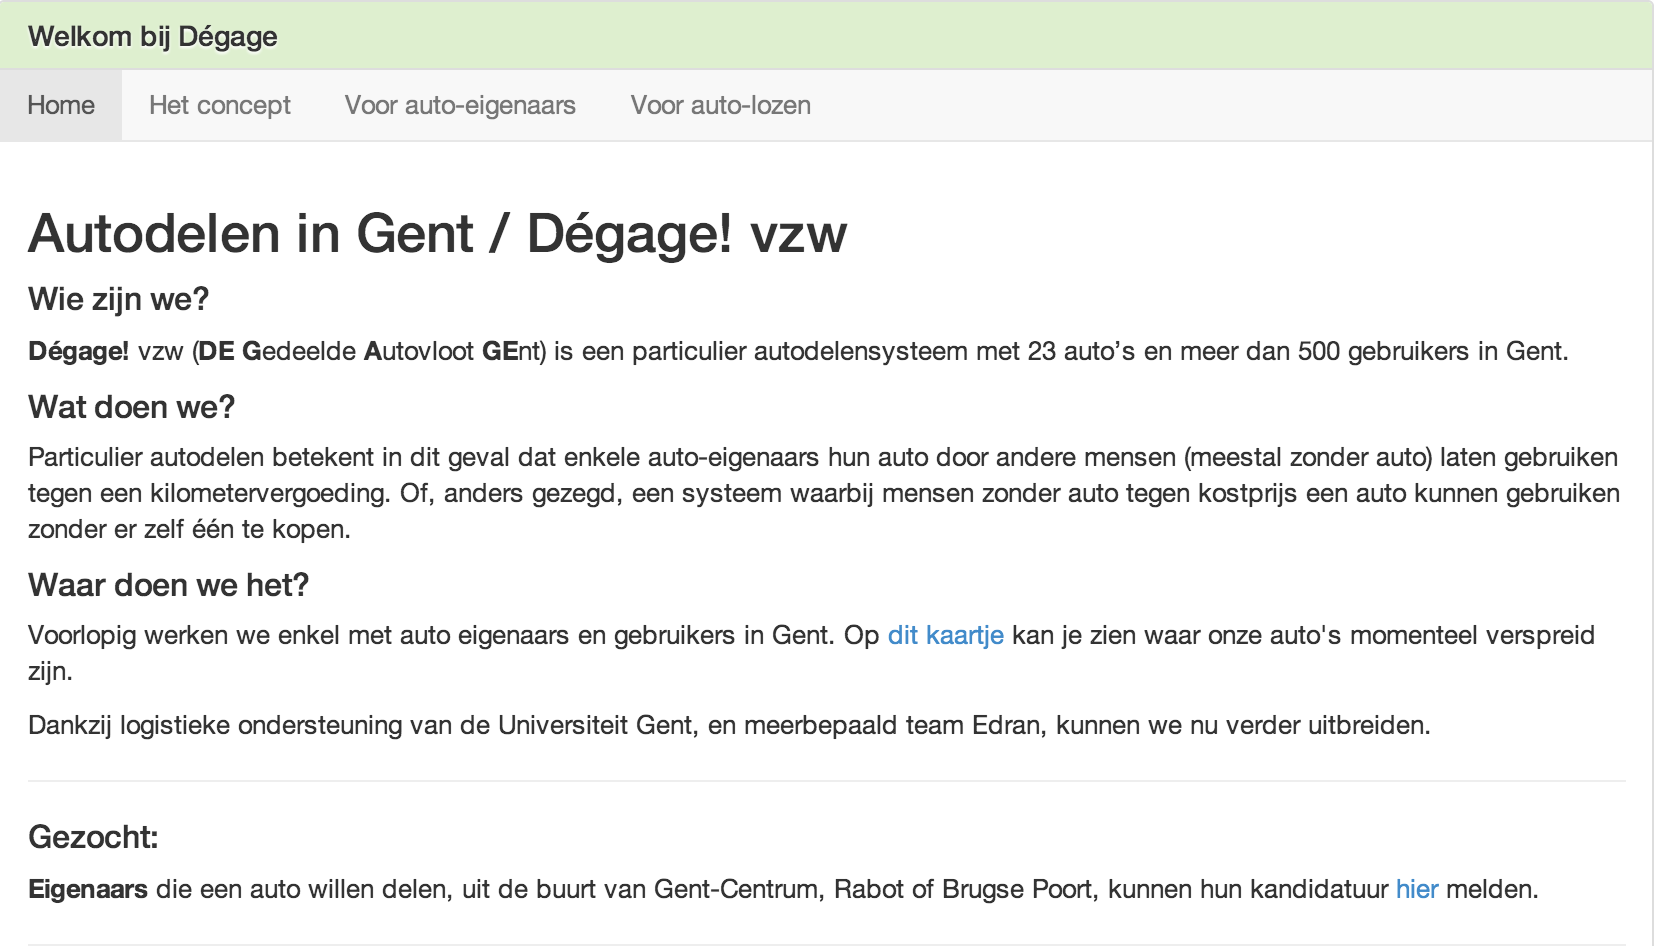 Welkom bij Dégage
Home Het concept Voor auto-eigenaars Voor auto-lozen
Autodelen in Gent / Dégage! vzw
Wie zijn we?
Dégage! vzw (DE Gedeelde Autovloot GEnt) is een particulier autodelensysteem met 23 auto’s en meer dan 500 gebruikers in Gent.
Wat doen we?
Particulier autodelen betekent in dit geval dat enkele auto-eigenaars hun auto door andere mensen (meestal zonder auto) laten gebruiken
tegen een kilometervergoeding. Of, anders gezegd, een systeem waarbij mensen zonder auto tegen kostprijs een auto kunnen gebruiken
zonder er zelf één te kopen.
Waar doen we het?
Voorlopig werken we enkel met auto eigenaars en gebruikers in Gent. Op dit kaartje kan je zien waar onze auto's momenteel verspreid
zijn.
Dankzij logistieke ondersteuning van de Universiteit Gent, en meerbepaald team Edran, kunnen we nu verder uitbreiden.
Gezocht:
Eigenaars die een auto willen delen, uit de buurt van Gent-Centrum, Rabot of Brugse Poort, kunnen hun kandidatuur hier melden.